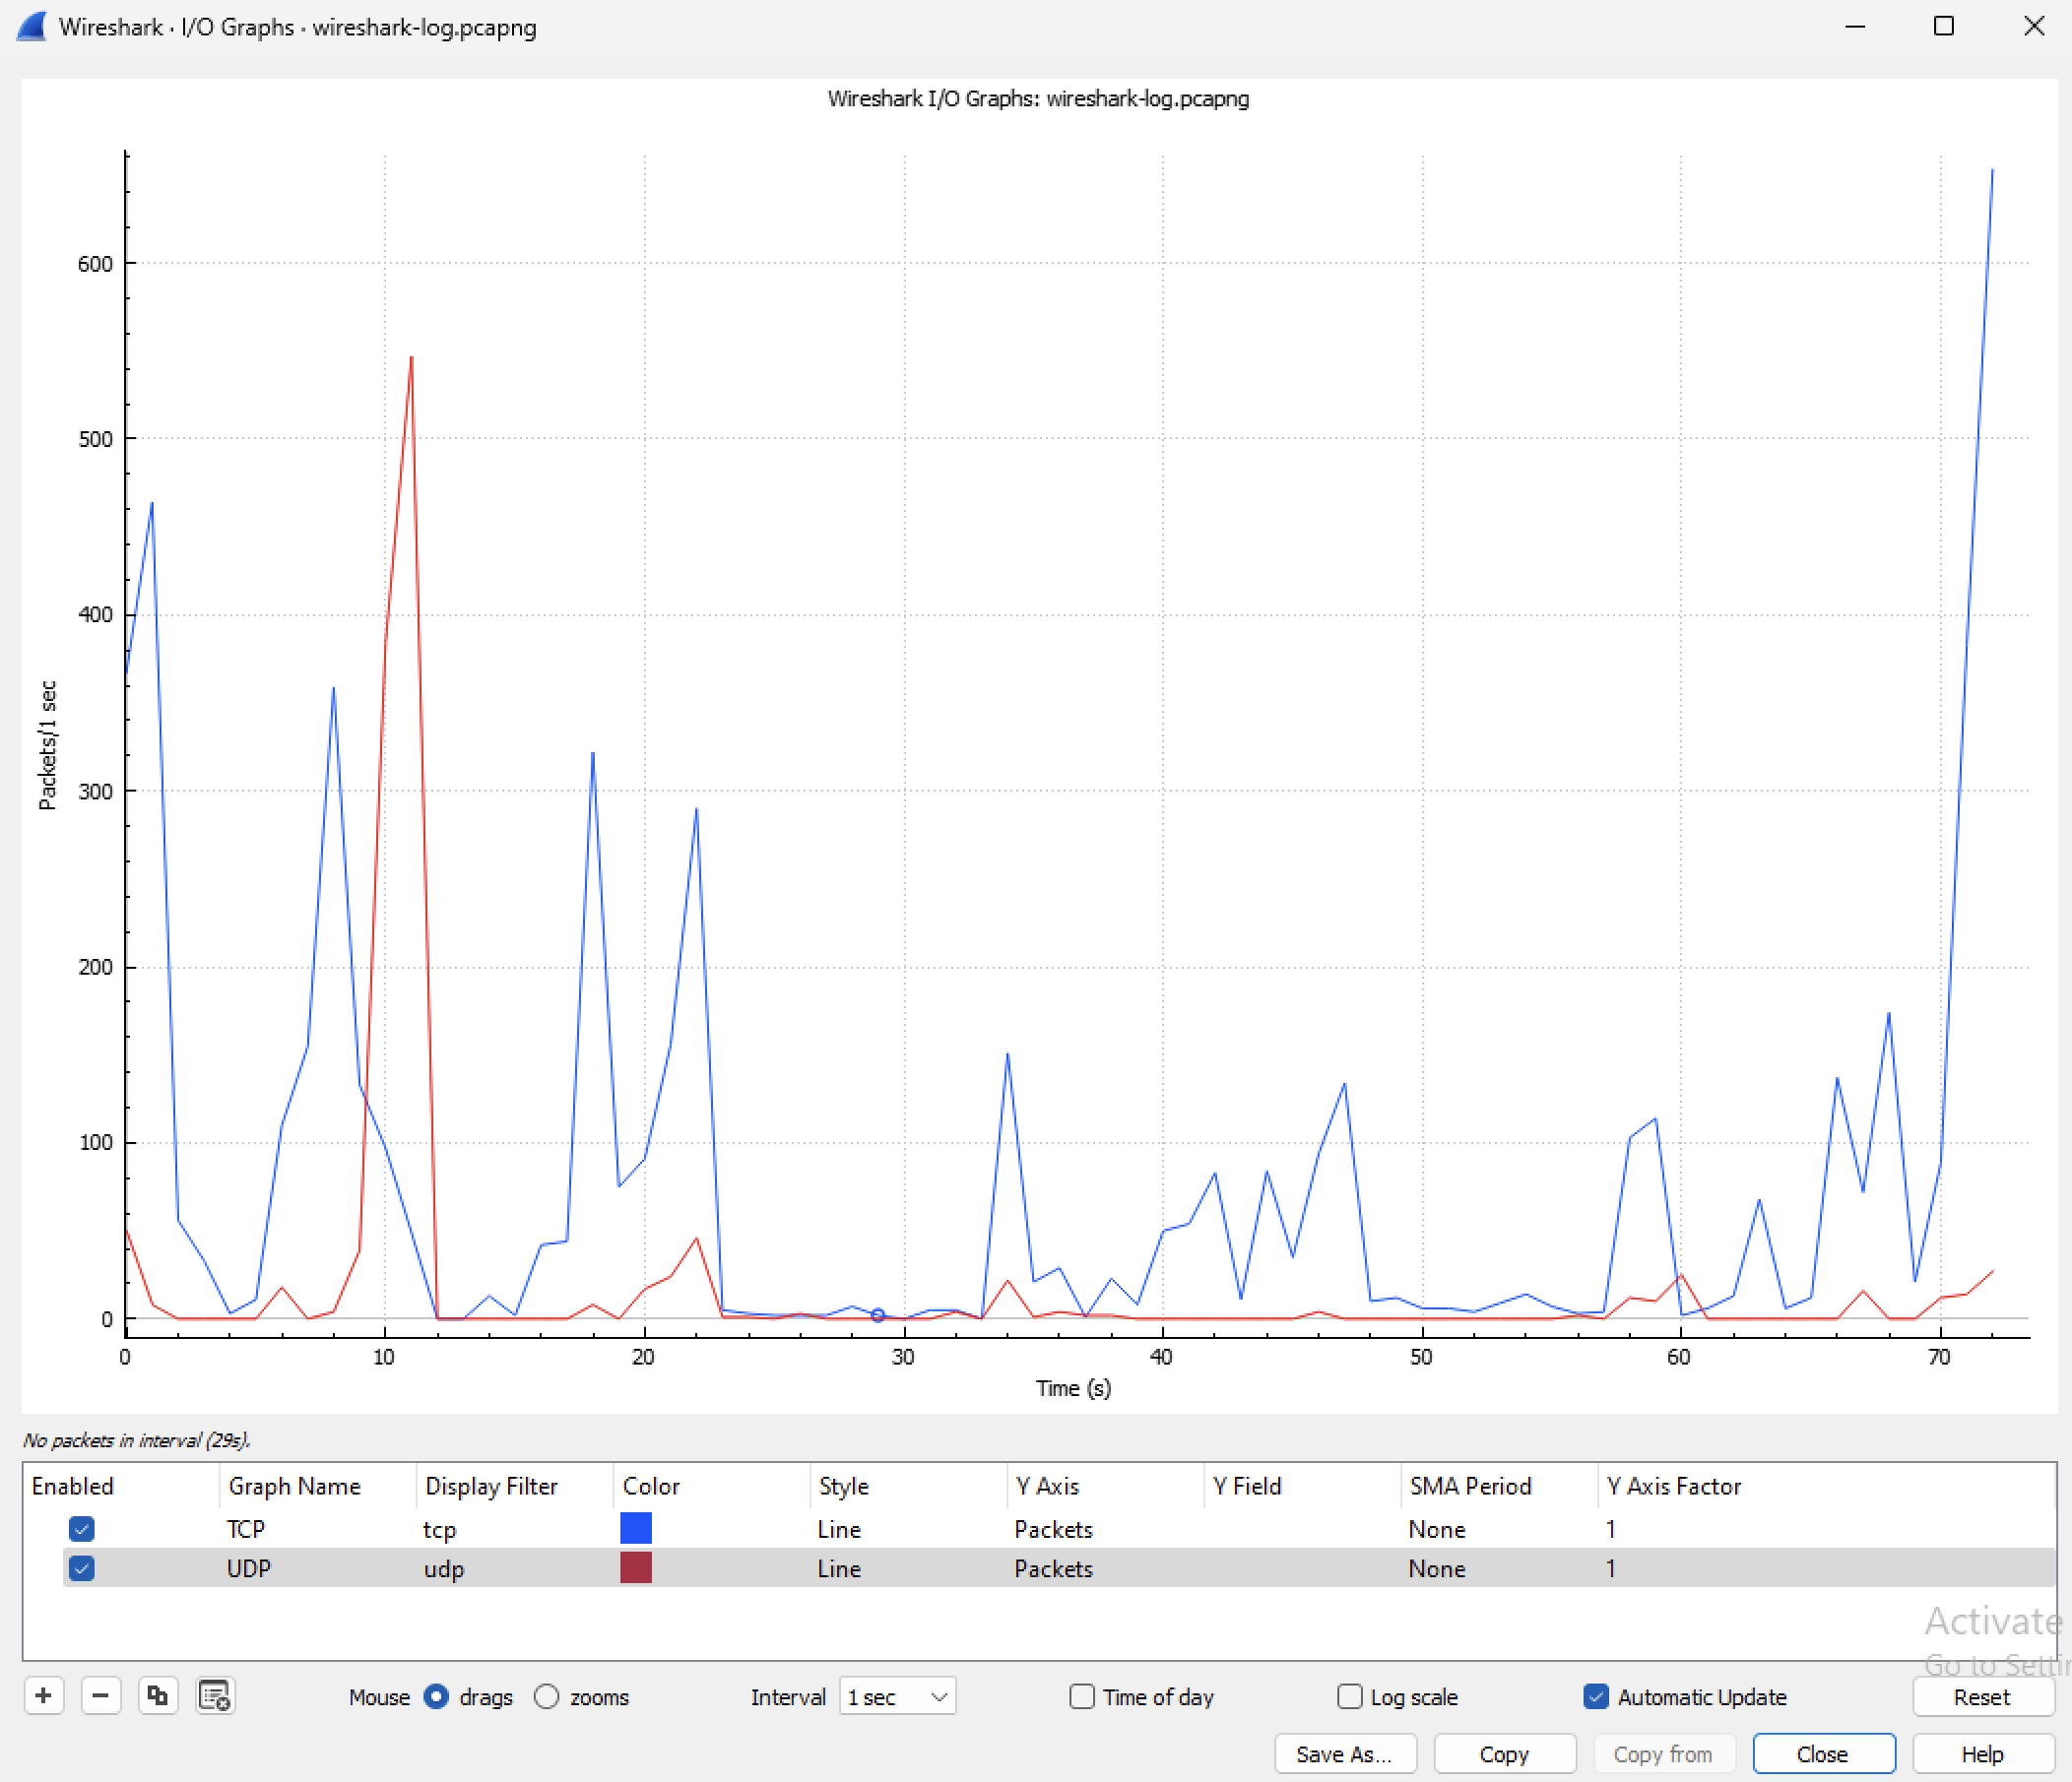 Wireshark · I/O Graphs · wireshark-log.pcapng
Wireshark I/O Graphs: wireshark-log.pcapng
600
500
400
300
200
100
0
Packets/1 sec
0 10 20 30 40 50 60 70
Time (s)
No packets in interval (29s).
Enabled Graph Name Display Filter Color Style Y Axis Y Field SMA Period Y Axis Factor
TCP tcp Line Packets None 1
UDP udp Line Packets None 1
Activate
Go to Settin
Mouse drags zooms Interval 1 sec Time of day Log scale Automatic Update Reset
Save As... Copy Copy from Close Help